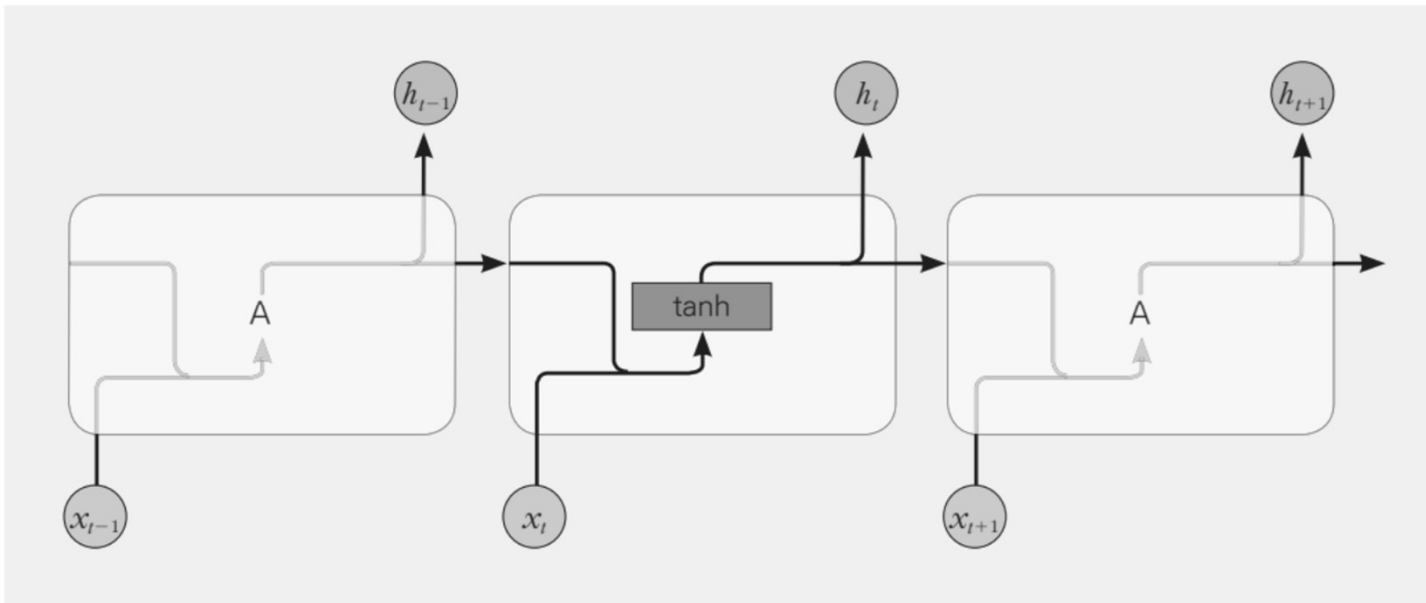 h_{t-1} h_t h_{t+1}
A tanh A
x_{t-1} x_t x_{t+1}